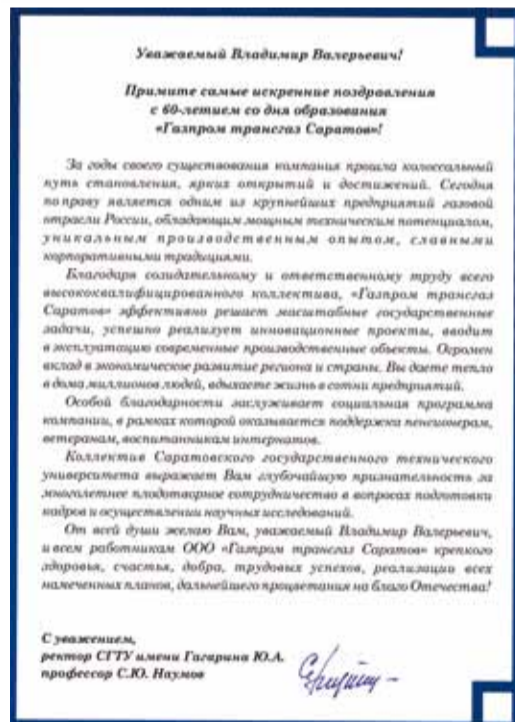 Уважаемый Владимир Валерьевич!
Примите самые искренние поздравления
с 60-летием со дня образования
«Газпром трансгаз Саратов»!
За годы своего существования компания прошла колоссальный
путь становления, ярких открытий и достижений. Сегодня
по праву является одним из крупнейших предприятий газовой
отрасли России, обладающим мощным техническим потенциалом,
уникальным производственным опытом, славными
корпоративными традициями.
Благодаря созидательному и ответственному труду всего
высококвалифицированного коллектива, «Газпром трансгаз
Саратов» эффективно решает масштабные государственные
задачи, успешно реализует инновационные проекты, вводит
в эксплуатацию современные производственные объекты. Огромен
вклад в экономическое развитие региона и страны. Вы даете тепло
в дома миллионов людей, вдыхаете жизнь в сотни предприятий.
Особой благодарности заслуживает социальная программа
компании, в рамках которой оказывается поддержка пенсионерам,
ветеранам, воспитанникам интернатов.
Коллектив Саратовского государственного технического
университета выражает Вам глубочайшую признательность за
многолетнее плодотворное сотрудничество в вопросах подготовки
кадров и осуществлении научных исследований.
От всей души желаю Вам, уважаемый Владимир Валерьевич,
и всем работникам ООО «Газпром трансгаз Саратов» крепкого
здоровья, счастья, добра, трудовых успехов, реализации всех
намеченных планов, дальнейшего процветания на благо Отечества!
С уважением,
ректор СГТУ имени Гагарина Ю.А.
профессор С.Ю. Наумов